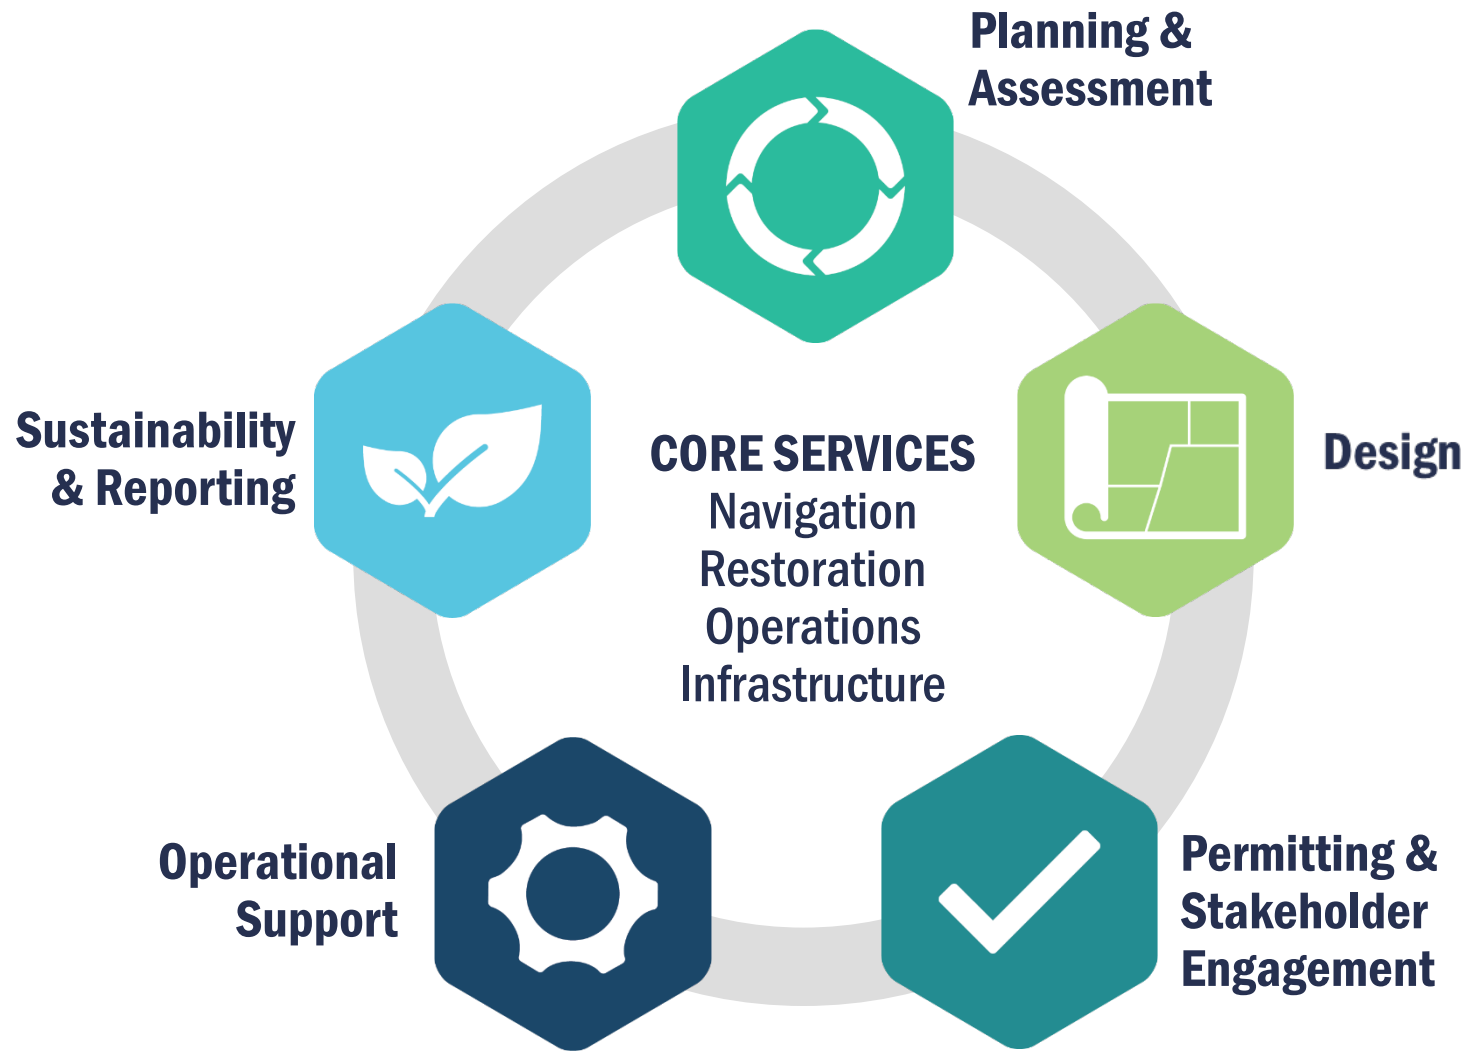 Planning &
Assessment
Design
Permitting &
Stakeholder
Engagement
Operational
Support
Sustainability
& Reporting
CORE SERVICES
Navigation
Restoration
Operations
Infrastructure